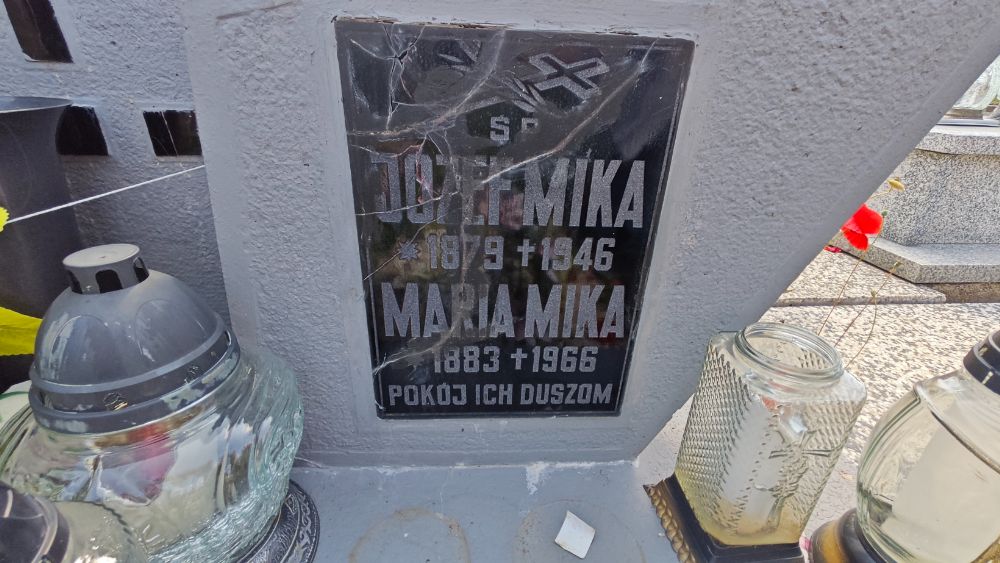 Ś P
JÓZEF MIKA
* 1879 † 1946
MARIA MIKA
1883 † 1966
POKÓJ ICH DUSZOM